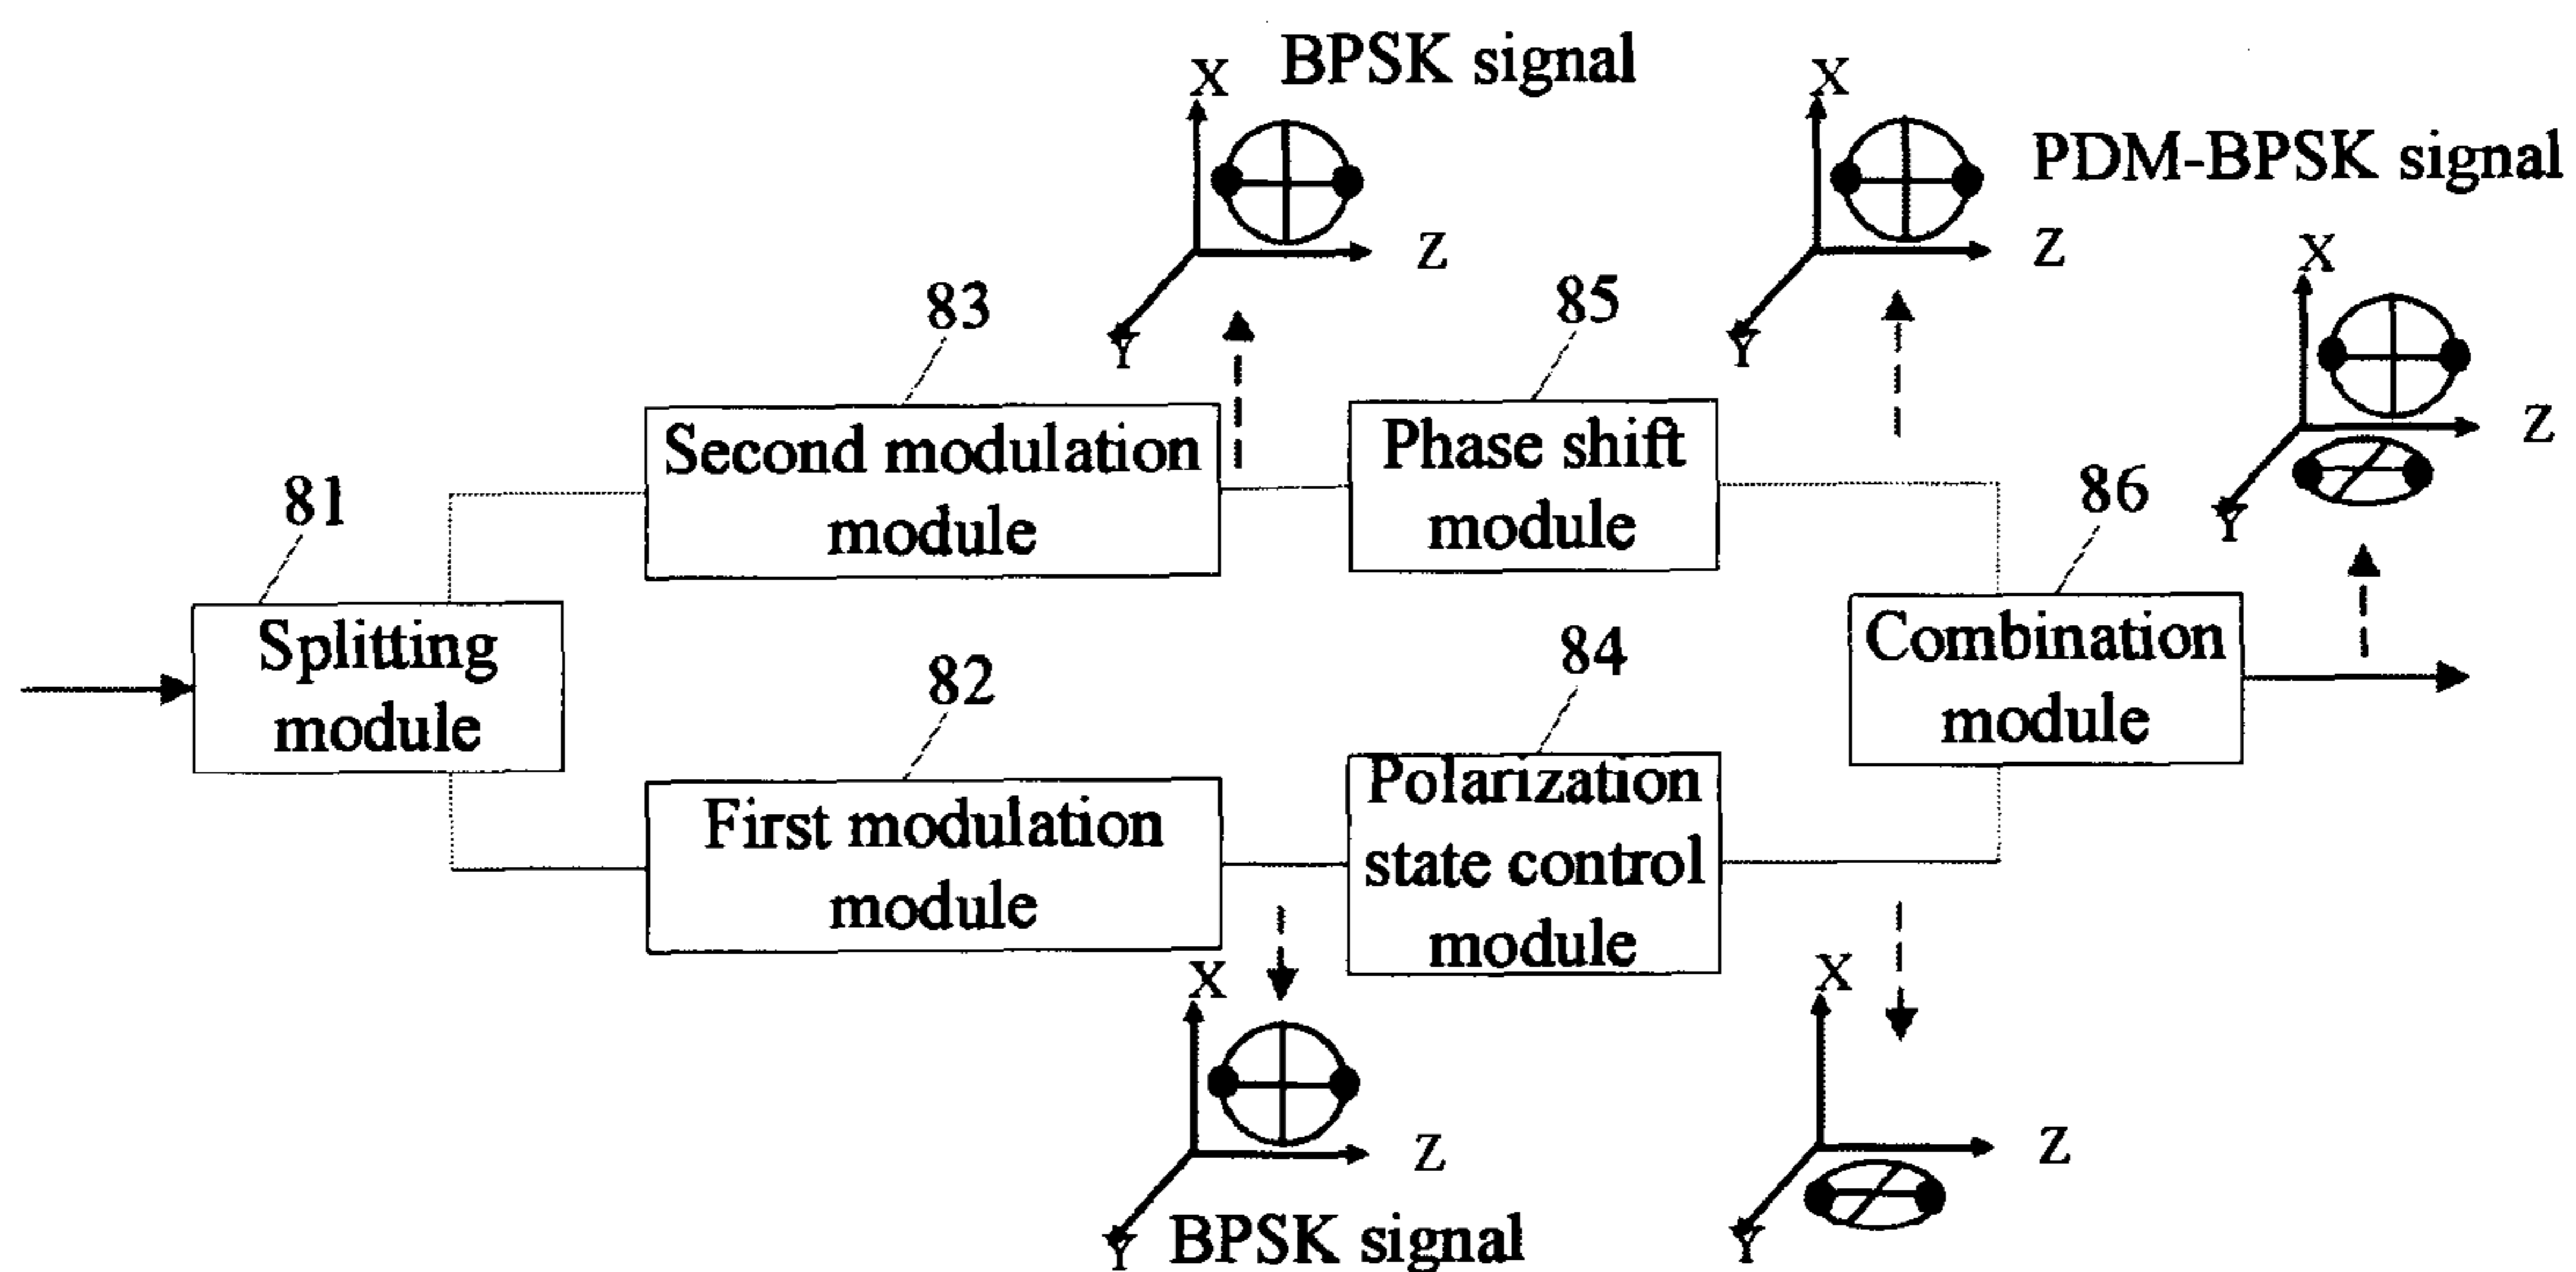 BPSK signal
X
X
PDM-BPSK signal
Z
Z
X
Y
Y
83
85
Z
Second modulation
module
Phase shift
module
81
86
Y
Splitting
module
Combination
module
82
84
First modulation
module
Polarization
state control
module
X
X
Z
Z
Y
BPSK signal
Y